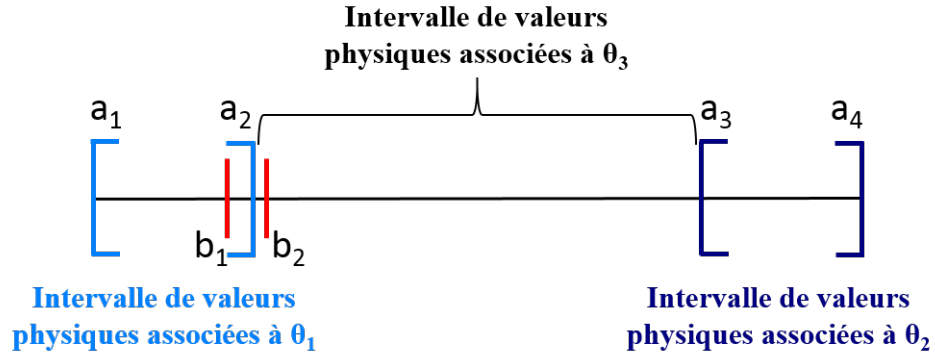 Intervalle de valeurs
physiques associées à θ₃
a₁ a₂ a₃ a₄
b₁ b₂
Intervalle de valeurs
physiques associées à θ₁
Intervalle de valeurs
physiques associées à θ₂